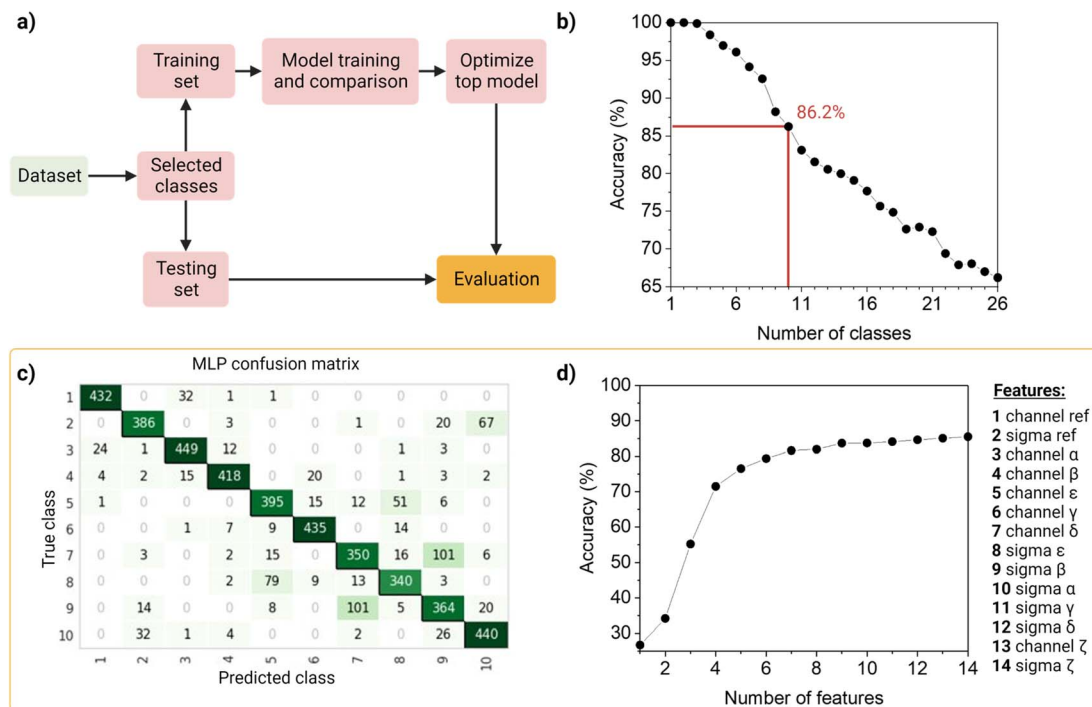 a)
Training
set
Model training
and comparison
Optimize
top model
Dataset
Selected
classes
Testing
set
Evaluation
b)
Accuracy (%)
100
95
90
85
80
75
70
65
86.2%
1 6 11 16 21 26
Number of classes
c)
MLP confusion matrix
True class
1 432 0 32 1 1 0 0 0 0 0
2 0 386 0 3 0 0 1 0 20 67
3 24 1 449 12 0 0 0 1 3 0
4 4 2 15 418 0 20 0 1 3 2
5 1 0 0 0 395 15 12 51 6 0
6 0 0 1 7 9 435 0 14 0 0
7 0 3 0 2 15 0 350 16 101 6
8 0 0 0 2 79 9 13 340 3 0
9 0 14 0 0 8 0 101 5 364 20
10 0 32 1 4 0 0 2 0 26 440
1 2 3 4 5 6 7 8 9 10
Predicted class
d)
Accuracy (%)
100
90
80
70
60
50
40
30
2 4 6 8 10 12 14
Number of features
Features:
1 channel ref
2 sigma ref
3 channel α
4 channel β
5 channel ε
6 channel γ
7 channel δ
8 sigma ε
9 sigma β
10 sigma α
11 sigma γ
12 sigma δ
13 channel ζ
14 sigma ζ